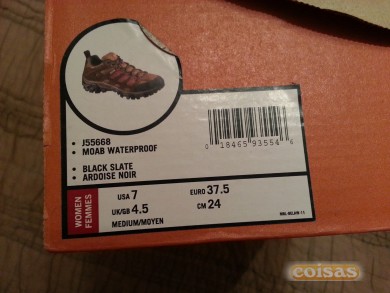 • J55668
• MOAB WATERPROOF
• BLACK SLATE
• ARDOISE NOIR
0 18465 93554 6
WOMEN
FEMMES
USA 7
EURO 37.5
UK/GB 4.5
CM 24
MEDIUM/MOYEN
coisas